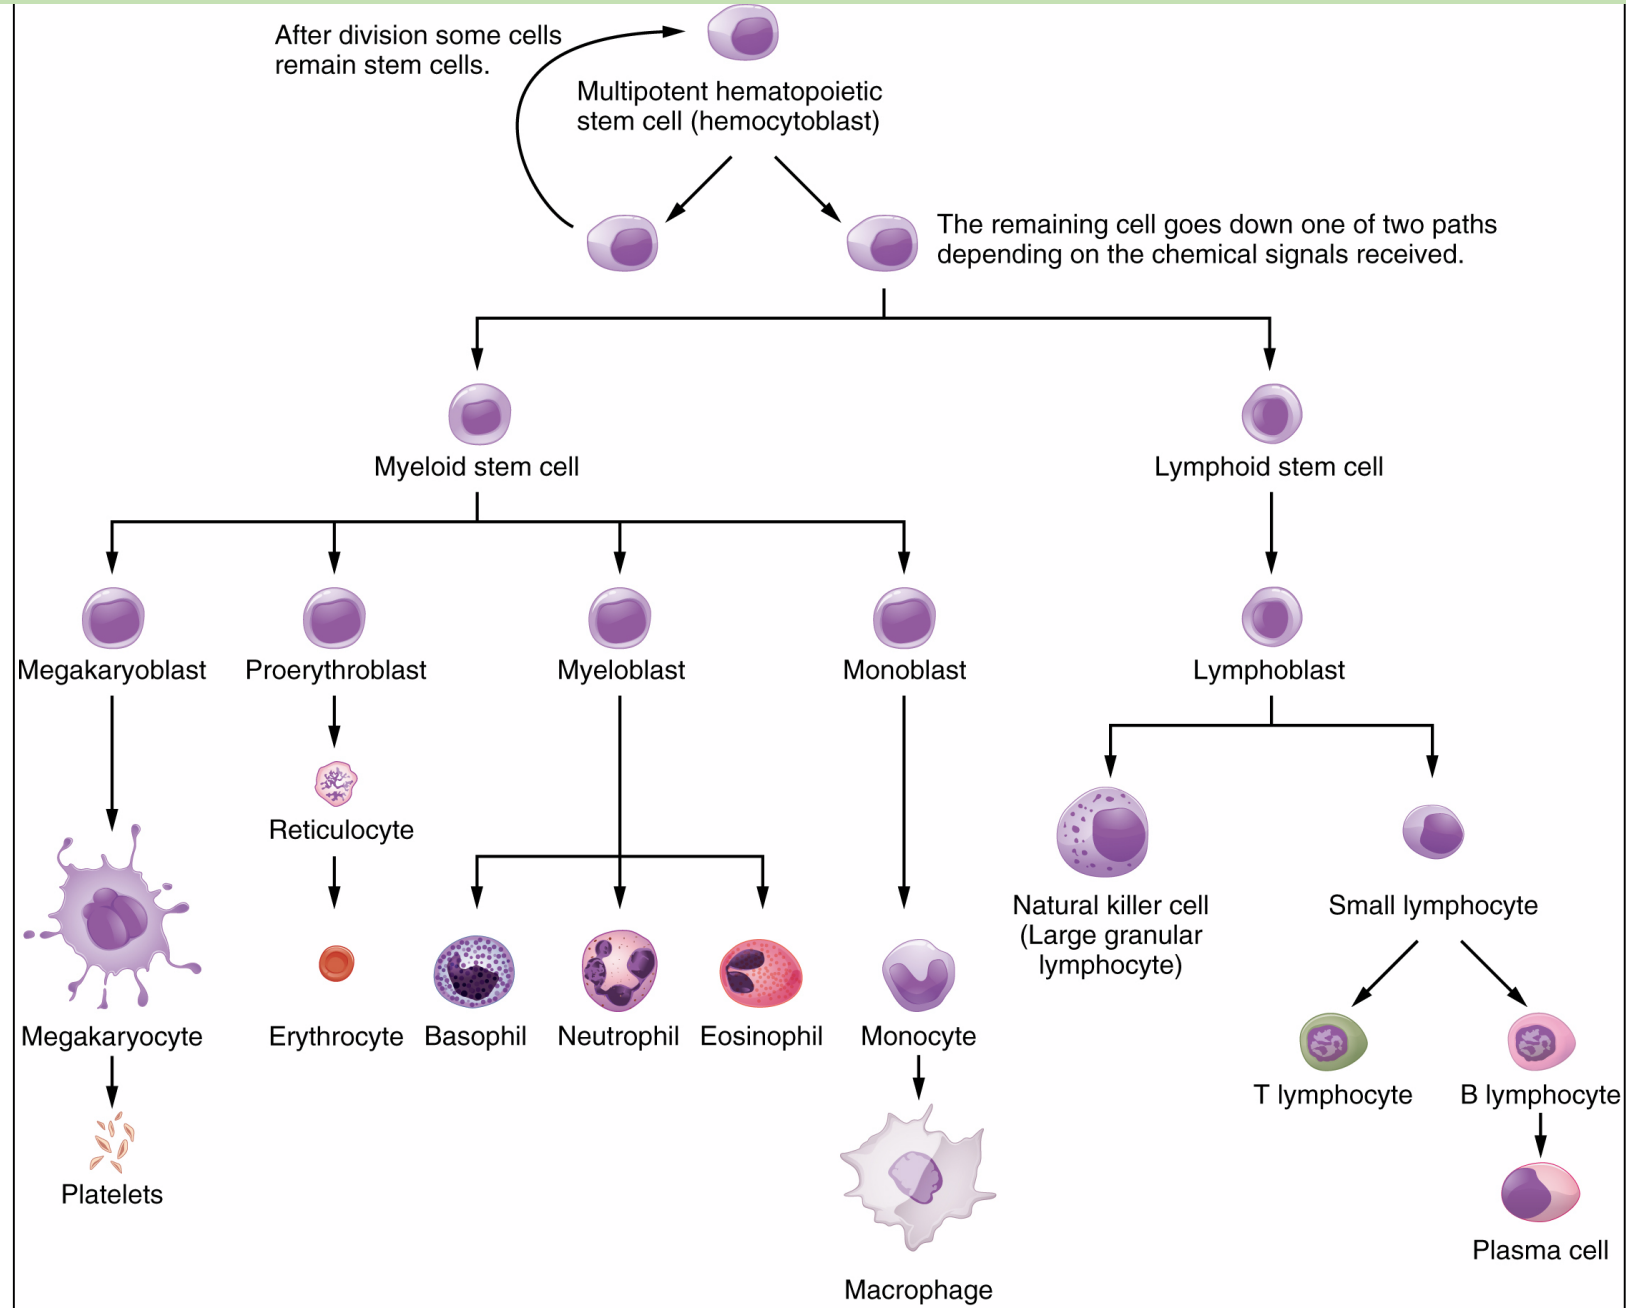 After division some cells
remain stem cells.
Multipotent hematopoietic
stem cell (hemocytoblast)
The remaining cell goes down one of two paths
depending on the chemical signals received.
Myeloid stem cell
Lymphoid stem cell
Megakaryoblast
Proerythroblast
Myeloblast
Monoblast
Lymphoblast
Reticulocyte
Natural killer cell
(Large granular
lymphocyte)
Small lymphocyte
Megakaryocyte
Erythrocyte
Basophil
Neutrophil
Eosinophil
Monocyte
T lymphocyte
B lymphocyte
Platelets
Macrophage
Plasma cell